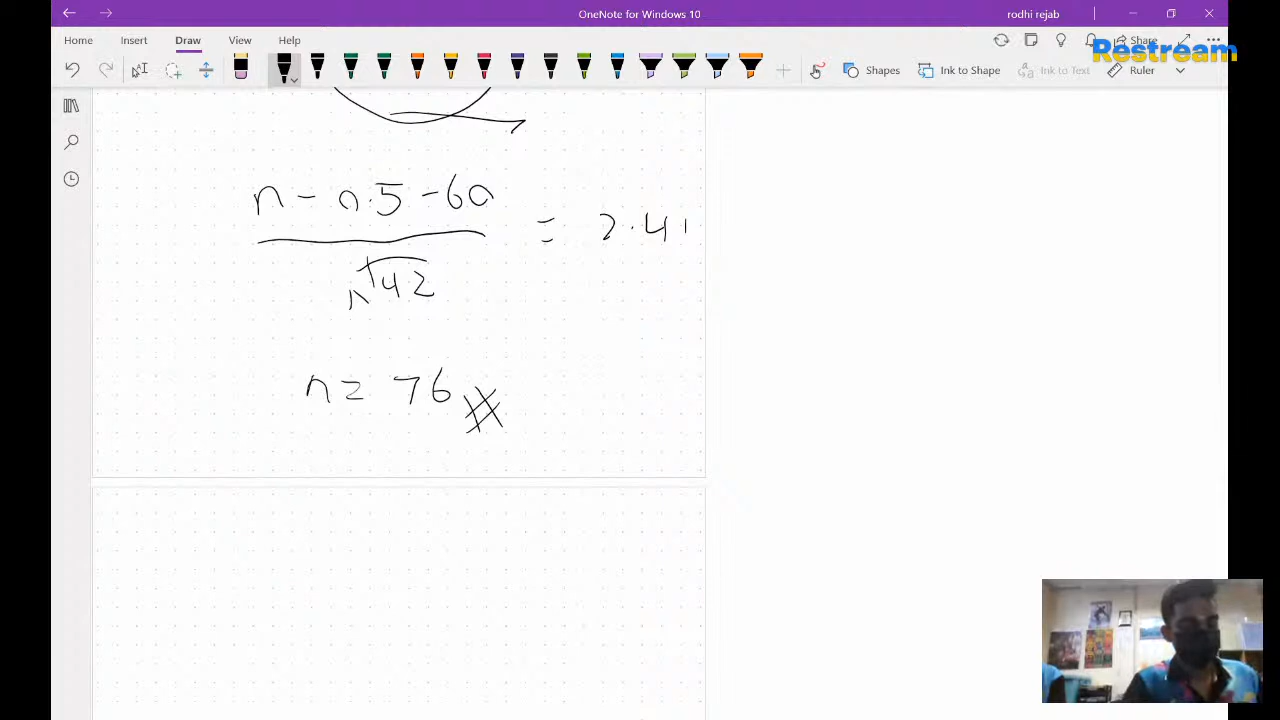 OneNote for Windows 10
rodhi rejab
Home Insert Draw View Help
Share
Restream
Shapes Ink to Shape Ink to Text Ruler
n - 0.5 - 60
= 2.41
√42
n = 76